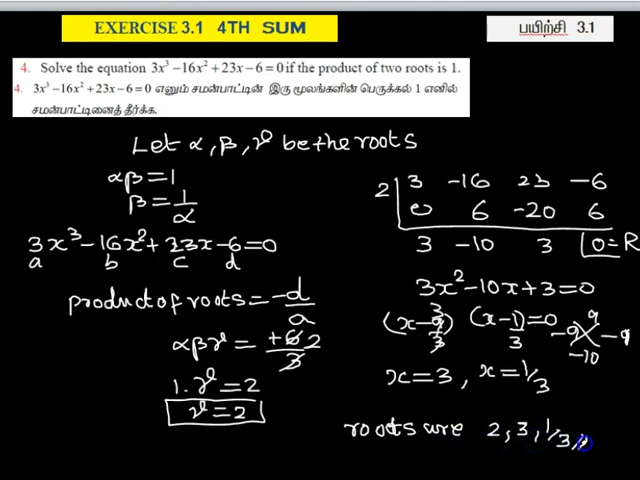 EXERCISE 3.1 4TH SUM
பயிற்சி 3.1
4. Solve the equation 3x³ −16x² + 23x − 6 = 0 if the product of two roots is 1.
4. 3x³ −16x² + 23x − 6 = 0 எனும் சமன்பாட்டின் இரு மூலங்களின் பெருக்கல் 1 எனில்
சமன்பாட்டினைத் தீர்க்க.
Let α, β, γ be the roots
αβ = 1
β = 1/α
3x³ − 16x² + 23x − 6 = 0
a b c d
product of roots = −d/a
αβγ = +6/3 2
1. γ = 2
γ = 2
2 | 3 −16 23 −6
0 6 −20 6
3 −10 3 0 = R
3x² − 10x + 3 = 0
(x − 9/3) (x − 1/3) = 0
3
9
−9 −9
−10
x = 3, x = 1/3
roots are 2, 3, 1/3